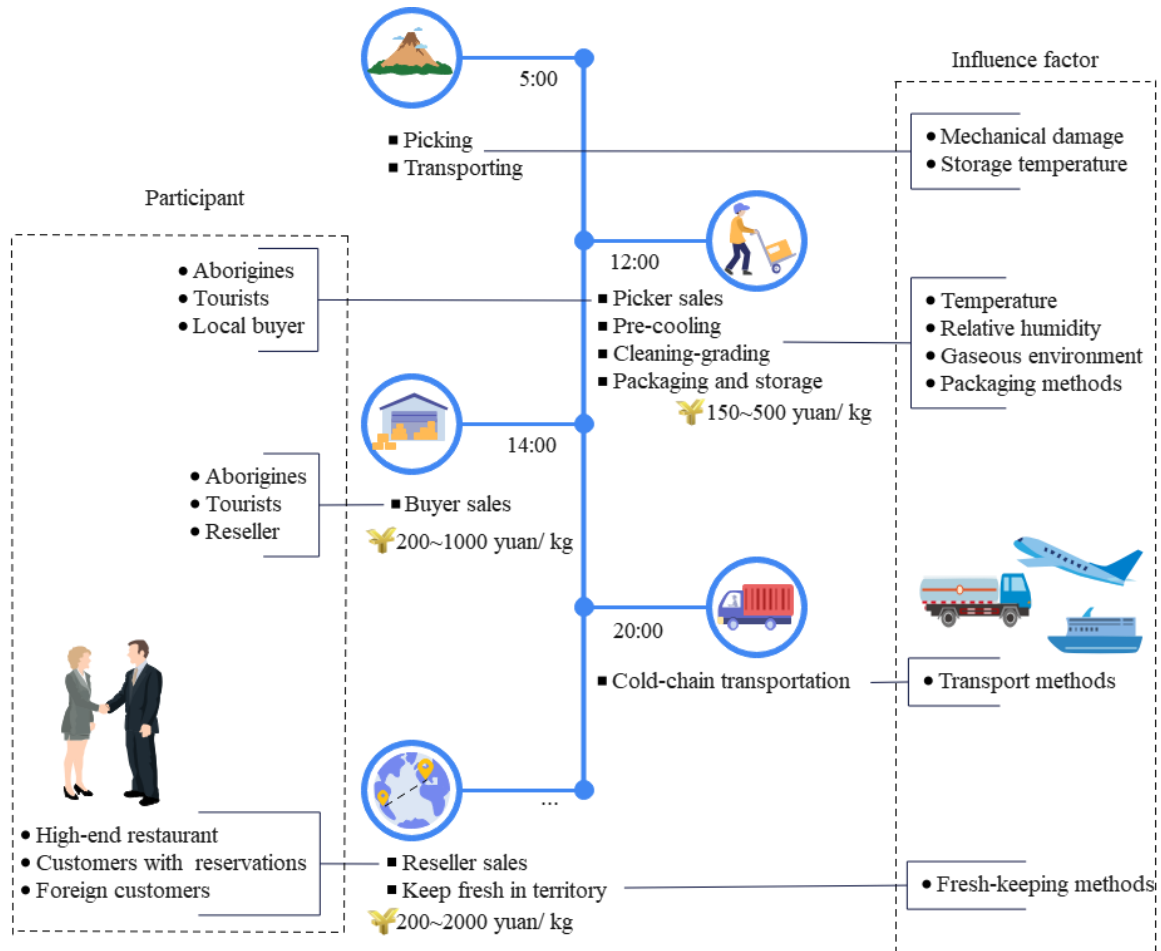 5:00
Influence factor
■ Picking
■ Transporting
● Mechanical damage
● Storage temperature
Participant
● Aborigines
● Tourists
● Local buyer
12:00
■ Picker sales
■ Pre-cooling
■ Cleaning-grading
■ Packaging and storage
150~500 yuan/ kg
● Temperature
● Relative humidity
● Gaseous environment
● Packaging methods
14:00
● Aborigines
● Tourists
● Reseller
■ Buyer sales
200~1000 yuan/ kg
20:00
■ Cold-chain transportation
● Transport methods
...
● High-end restaurant
● Customers with reservations
● Foreign customers
■ Reseller sales
■ Keep fresh in territory
200~2000 yuan/ kg
● Fresh-keeping methods